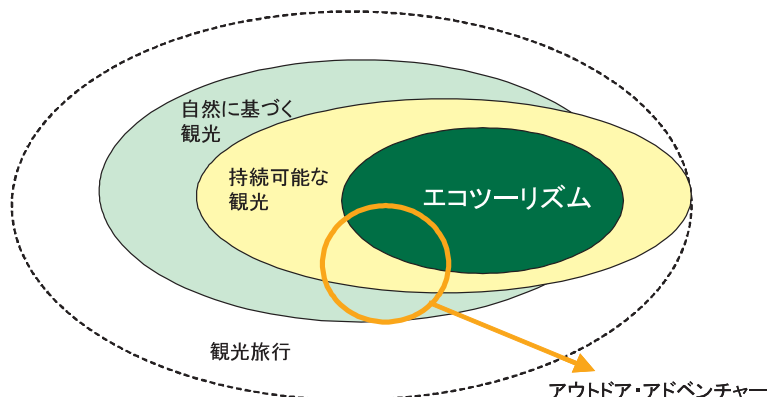 自然に基づく
観光
持続可能な
観光
エコツーリズム
観光旅行
アウトドア・アドベンチャー